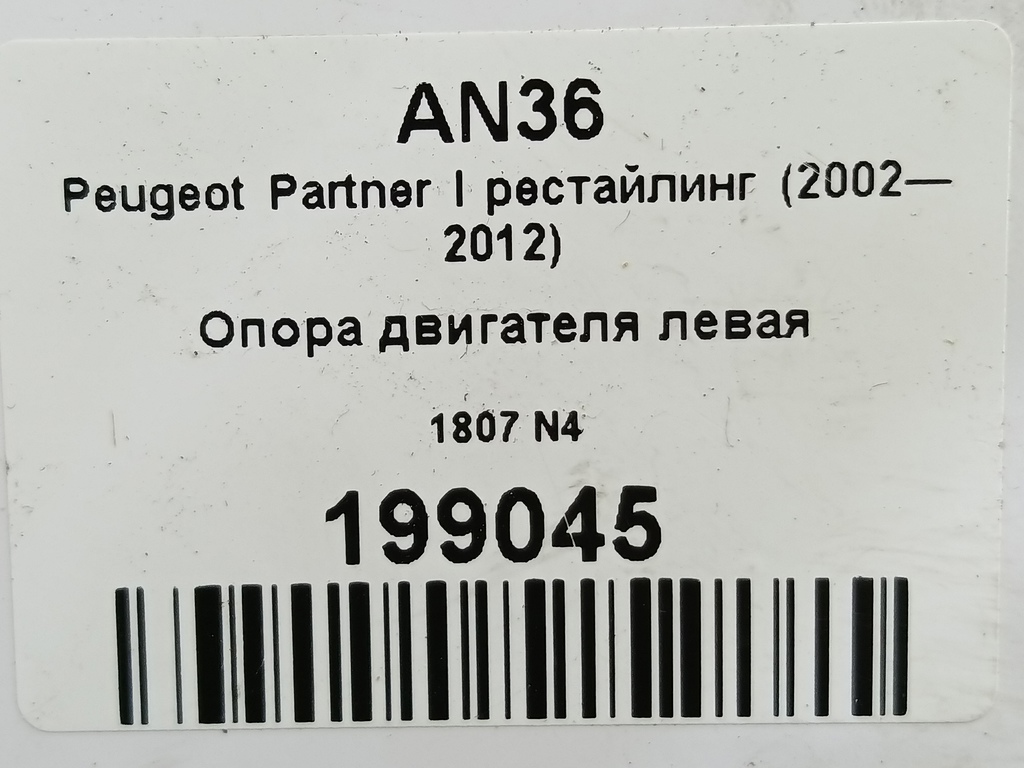 AN36
Peugeot Partner I рестайлинг (2002—
2012)
Опора двигателя левая
1807 N4
199045